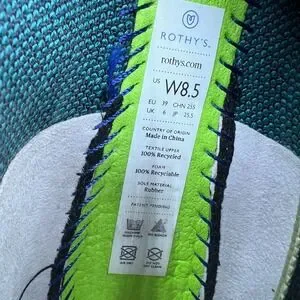 ROTHY'S
rothys.com
US W8.5
EU 39 CHN 255
UK 6 JP 25.5
COUNTRY OF ORIGIN
Made in China
TEXTILE UPPER
100% Recycled
FOAM
100% Recyclable
SOLE MATERIAL
Rubber
PATENT PENDING